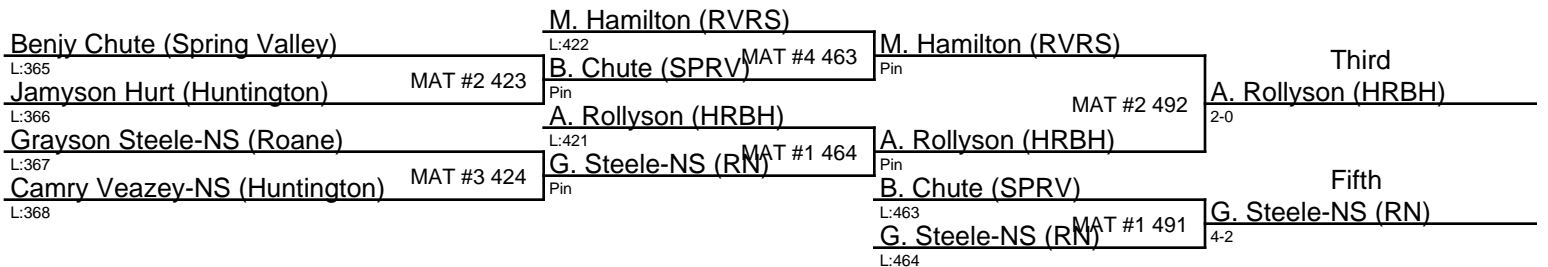 M. Hamilton (RVRS)
Benjy Chute (Spring Valley)
L:422
MAT #4 463
M. Hamilton (RVRS)
L:365
MAT #2 423
B. Chute (SPRV)
Pin
Third
Jamyson Hurt (Huntington)
Pin
MAT #2 492
A. Rollyson (HRBH)
L:366
A. Rollyson (HRBH)
2-0
Grayson Steele-NS (Roane)
L:421
MAT #1 464
A. Rollyson (HRBH)
L:367
MAT #3 424
G. Steele-NS (RN)
Pin
Camry Veazey-NS (Huntington)
Pin
B. Chute (SPRV)
Fifth
L:368
L:463
MAT #1 491
G. Steele-NS (RN)
G. Steele-NS (RN)
4-2
L:464